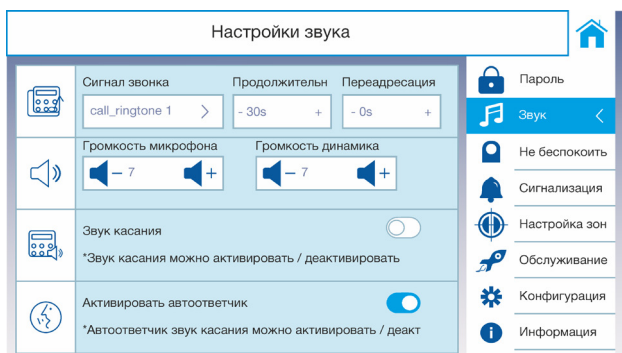 Настройки звука
Сигнал звонка Продолжительн Переадресация
call_ringtone 1 - 30s + - 0s +
Громкость микрофона Громкость динамика
- 7 + - 7 +
Звук касания
*Звук касания можно активировать / деактивировать
Активировать автоответчик
*Автоответчик звук касания можно активировать / деакт
Пароль
Звук
Не беспокоить
Сигнализация
Настройка зон
Обслуживание
Конфигурация
Информация